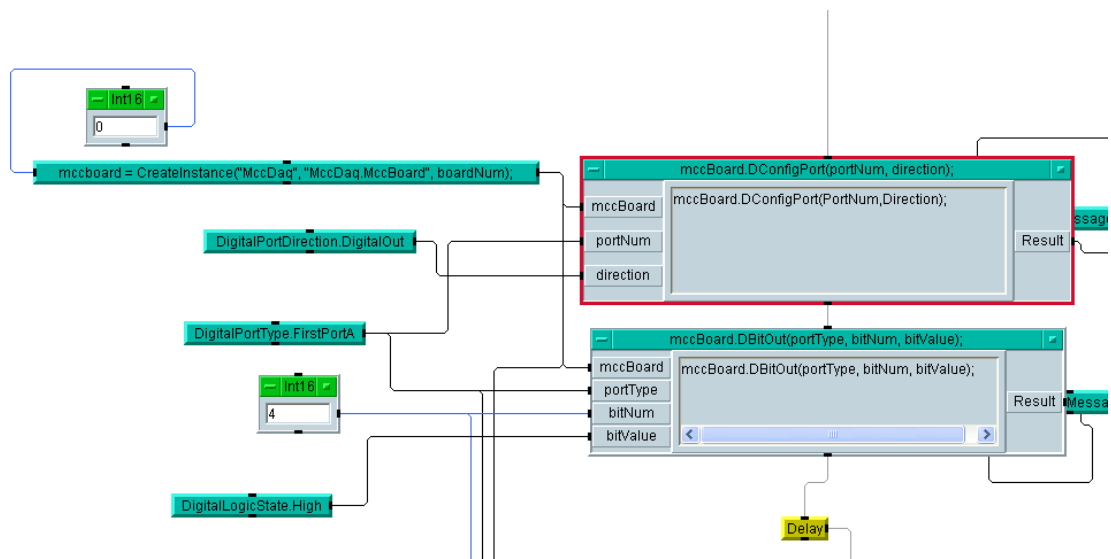 Int16
0
mccboard = CreateInstance("MccDaq", "MccDaq.MccBoard", boardNum);
mccBoard.DConfigPort(portNum, direction);
mccBoard
mccBoard.DConfigPort(PortNum,Direction);
portNum
direction
Result
ssage
DigitalPortDirection.DigitalOut
DigitalPortType.FirstPortA
mccBoard.DBitOut(portType, bitNum, bitValue);
mccBoard
mccBoard.DBitOut(portType, bitNum, bitValue);
portType
bitNum
bitValue
Result
Messa
Int16
4
DigitalLogicState.High
Delay